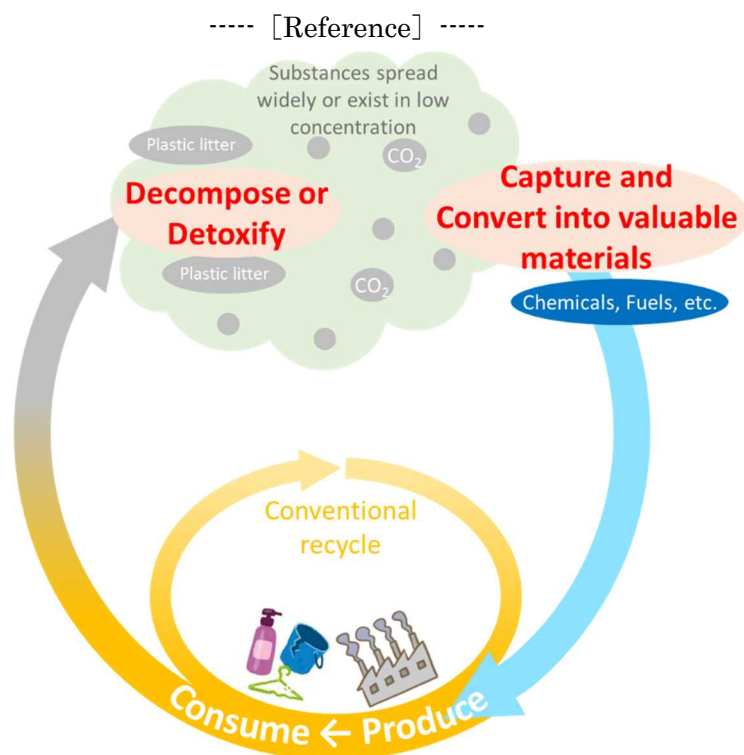 ----- [Reference] -----
Substances spread
widely or exist in low
concentration
Plastic litter
CO₂
Decompose or
Detoxify
Capture and
Convert into valuable
materials
Plastic litter
CO₂
Chemicals, Fuels, etc.
Conventional
recycle
Consume ← Produce